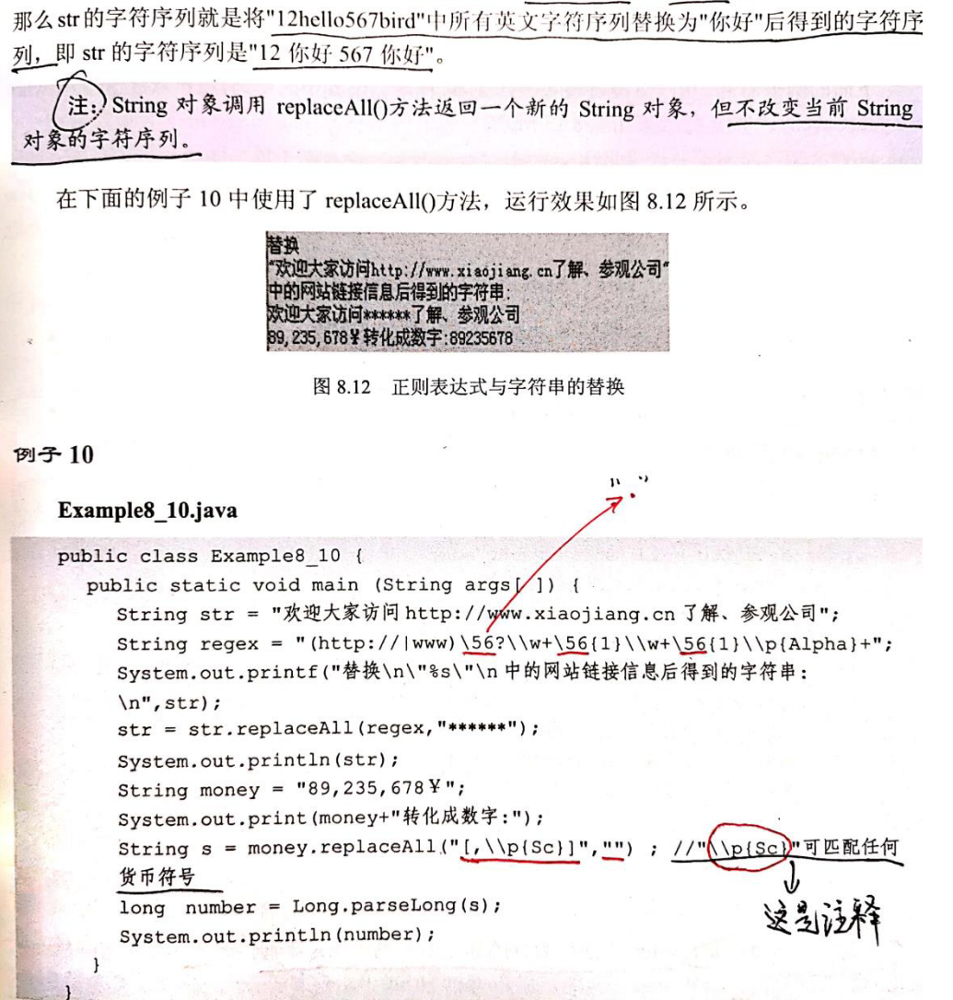 那么 str 的字符序列就是将"12hello567bird"中所有英文字符序列替换为"你好"后得到的字符序
列，即 str 的字符序列是"12 你好 567 你好"。
注：String 对象调用 replaceAll()方法返回一个新的 String 对象，但不改变当前 String
对象的字符序列。
在下面的例子 10 中使用了 replaceAll()方法，运行效果如图 8.12 所示。
替换
"欢迎大家访问http://www.xiaojiang.cn了解、参观公司"
中的网站链接信息后得到的字符串:
欢迎大家访问******了解、参观公司
89,235,678￥转化成数字:89235678
图 8.12 正则表达式与字符串的替换
例子 10
"."
Example8_10.java
public class Example8_10 {
public static void main (String args[ ]) {
String str = "欢迎大家访问 http://www.xiaojiang.cn 了解、参观公司";
String regex = "(http://|www)\56?\\w+\56{1}\\w+\56{1}\\p{Alpha}+";
System.out.printf("替换\n\"%s\"\n 中的网站链接信息后得到的字符串:
\n",str);
str = str.replaceAll(regex,"******");
System.out.println(str);
String money = "89,235,678￥";
System.out.print(money+"转化成数字:");
String s = money.replaceAll("[,\\p{Sc}]","") ; //"\\p{Sc}"可匹配任何
货币符号
这是注释
long number = Long.parseLong(s);
System.out.println(number);
}
}